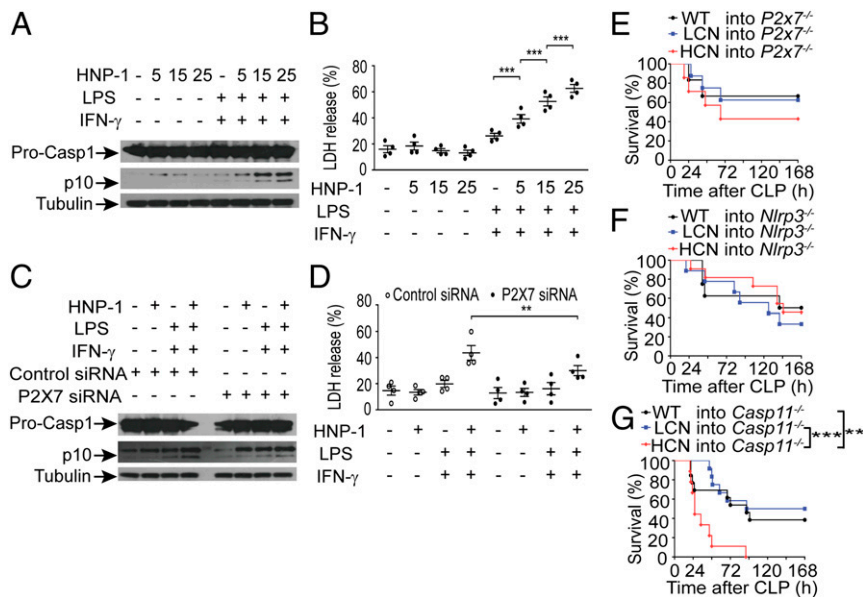 A
HNP-1 - 5 15 25 - 5 15 25
LPS - - - - + + + +
IFN-γ - - - - + + + +
Pro-Casp1
p10
Tubulin
B
LDH release (%)
80
60
40
20
0
*** *** ***
HNP-1 - 5 15 25 - 5 15 25
LPS - - - - + + + +
IFN-γ - - - - + + + +
C
HNP-1 - + - + - + - +
LPS - - + + - - + +
IFN-γ - - + + - - + +
Control siRNA + + + + - - - -
P2X7 siRNA - - - - + + + +
Pro-Casp1
p10
Tubulin
D
Control siRNA P2X7 siRNA
**
LDH release (%)
80
60
40
20
0
HNP-1 - + - + - + - +
LPS - - + + - - + +
IFN-γ - - + + - - + +
E
WT into P2x7-/-
LCN into P2x7-/-
HCN into P2x7-/-
Survival (%)
100
80
60
40
20
0
0 24 72 120 168
Time after CLP (h)
F
WT into Nlrp3-/-
LCN into Nlrp3-/-
HCN into Nlrp3-/-
Survival (%)
100
80
60
40
20
0
0 24 72 120 168
Time after CLP (h)
G
WT into Casp11-/-
LCN into Casp11-/-
HCN into Casp11-/-
*** **
Survival (%)
100
80
60
40
20
0
0 24 72 120 168
Time after CLP (h)